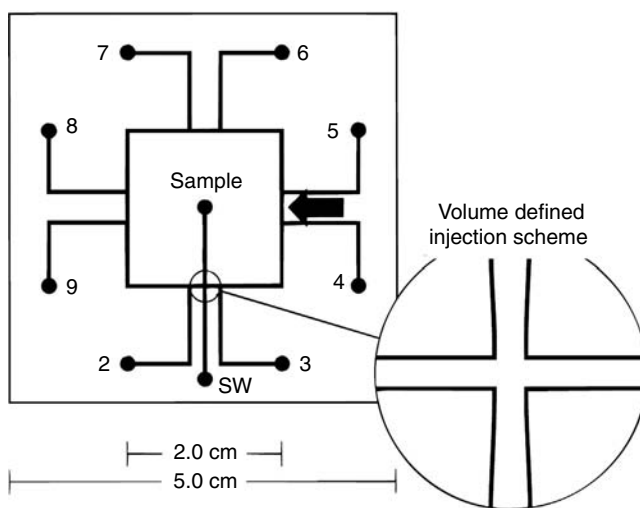 7
6
8
5
Sample
Volume defined
injection scheme
9
4
2
3
SW
2.0 cm
5.0 cm